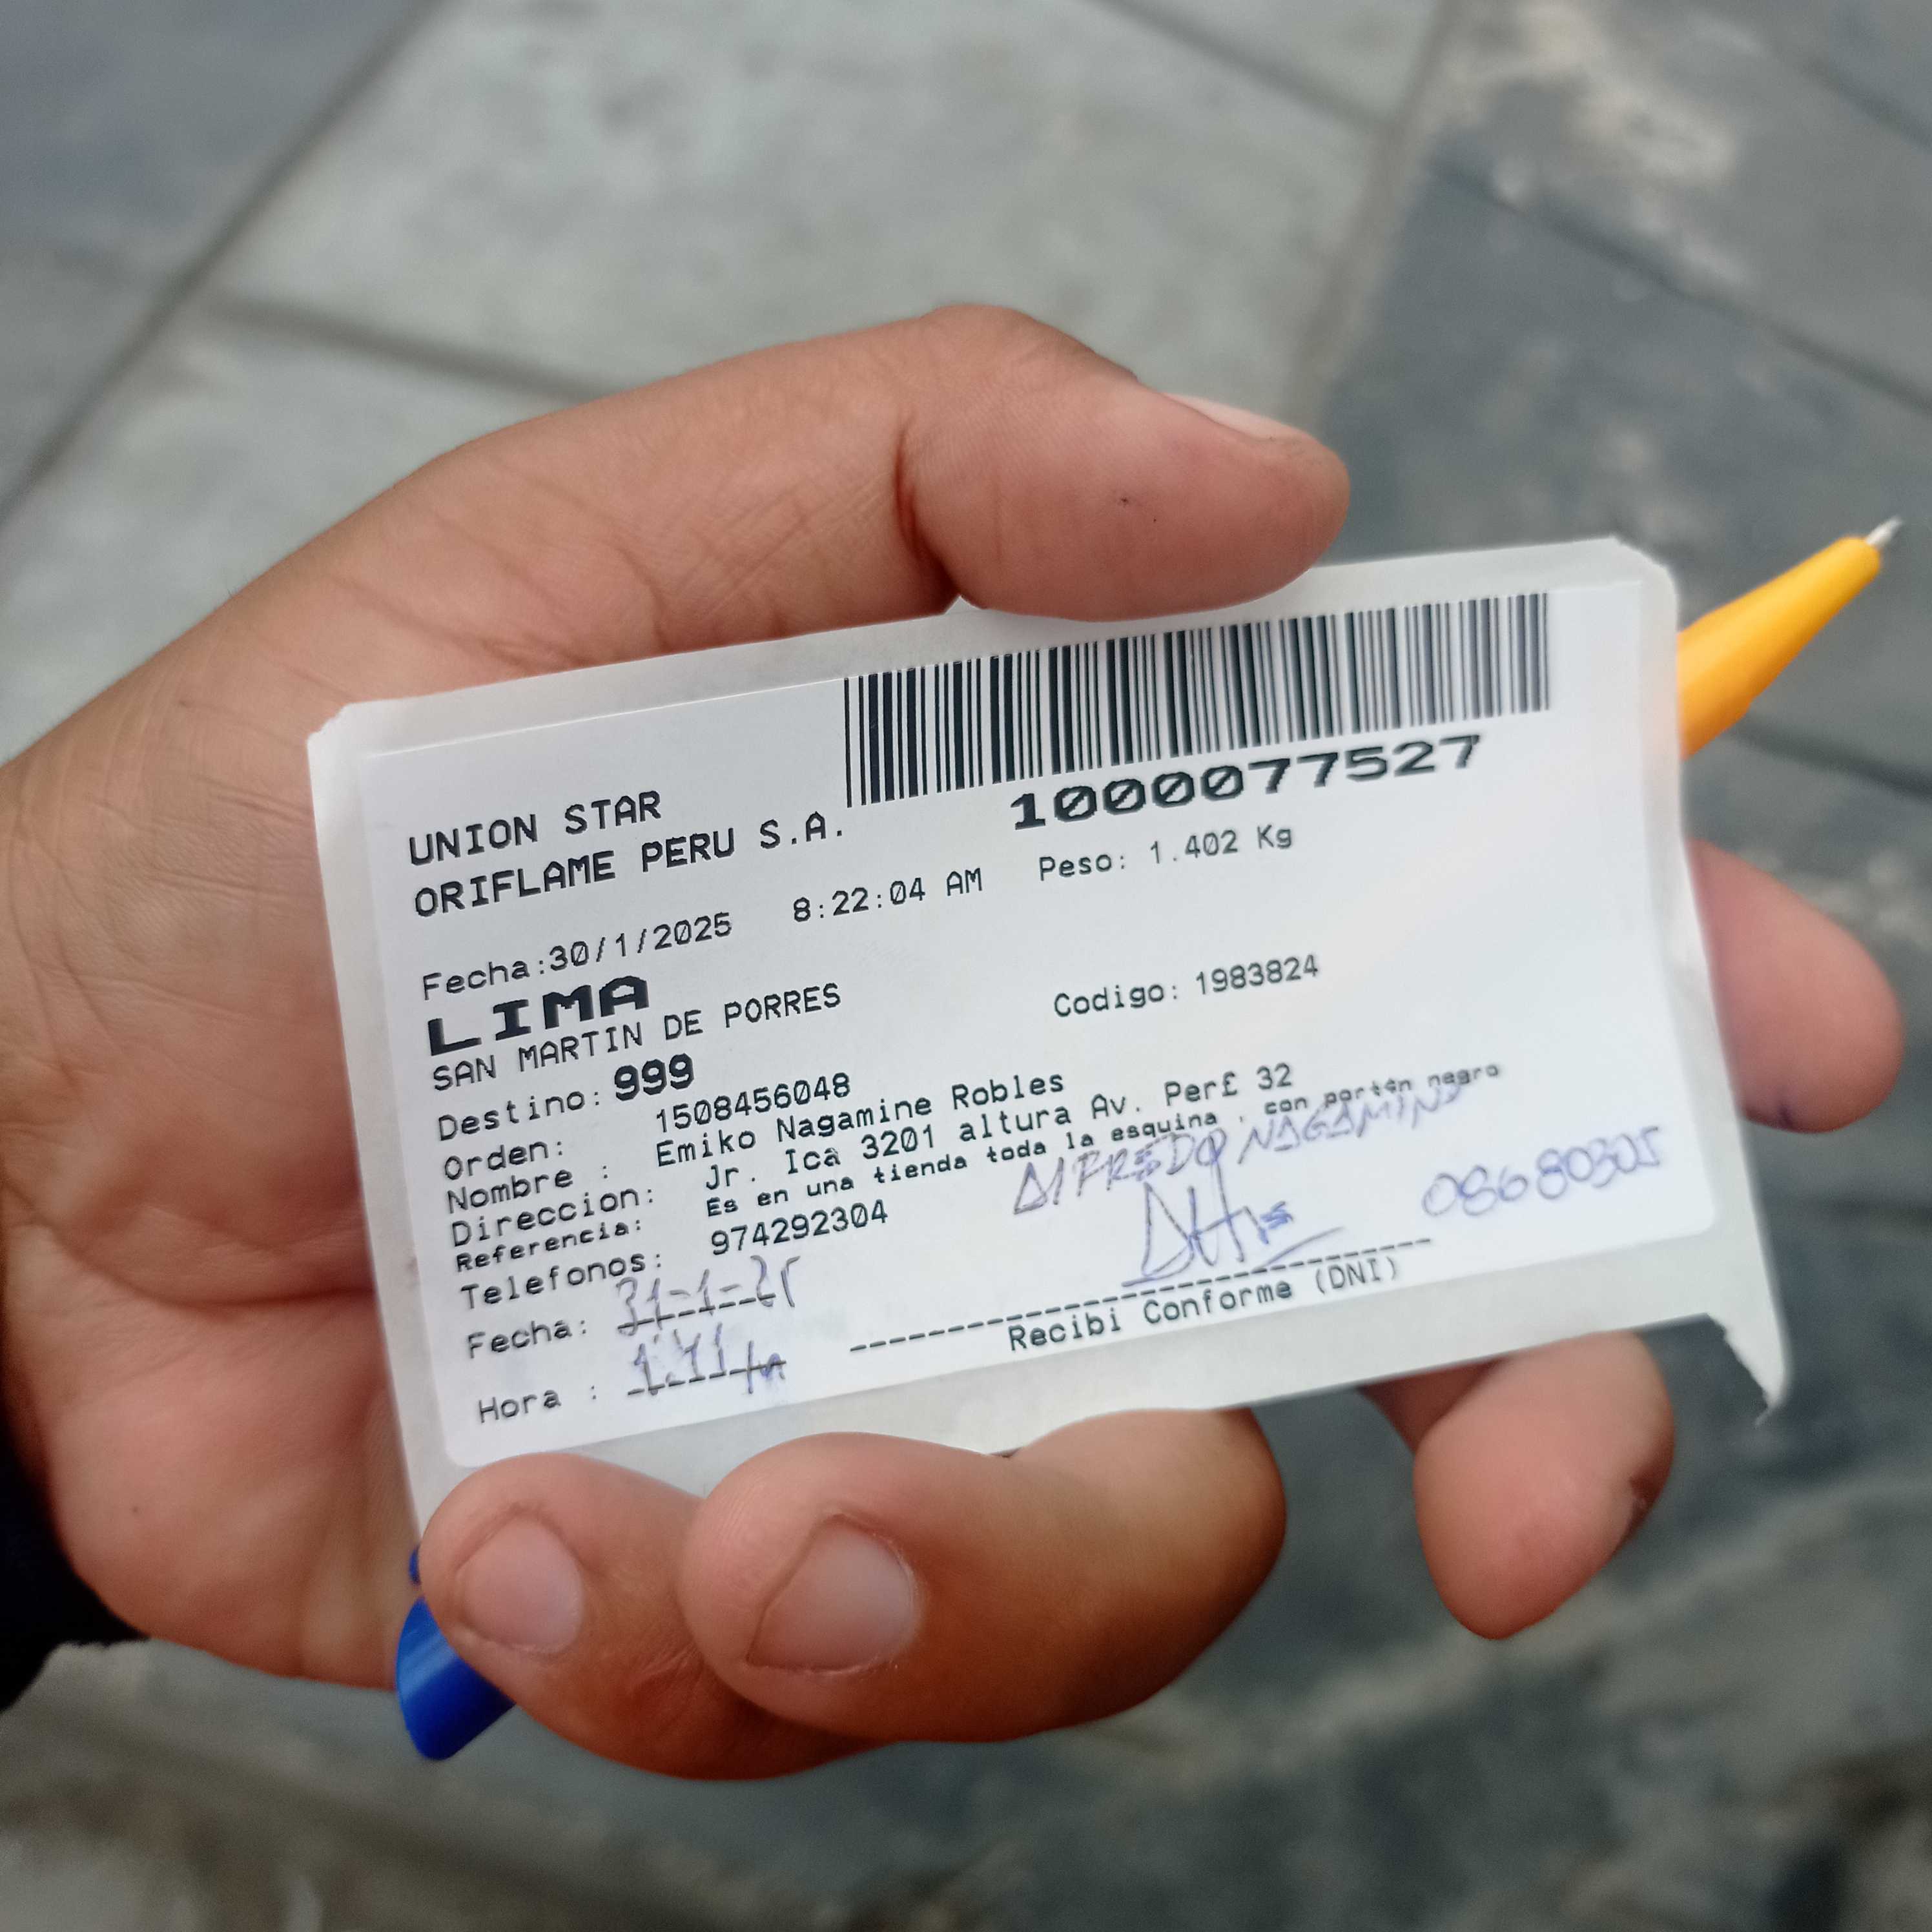 UNION STAR
ORIFLAME PERU S.A.
1000077527
Fecha:30/1/2025 8:22:04 AM Peso: 1.402 Kg
LIMA
SAN MARTIN DE PORRES Codigo: 1983824
Destino: 999
Orden: 1508456048
Nombre : Emiko Nagamine Robles
Direccion: Jr. Ica 3201 altura Av. Per£ 32
Referencia: Es en una tienda toda la esquina , con portón negro
Telefonos: 974292304
ALFREDO NAGAMINE
08680305
Fecha: 31-1-25
Hora :
Recibi Conforme (DNI)